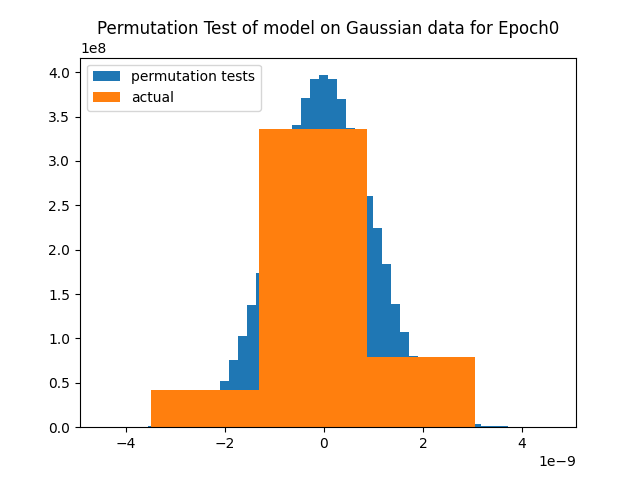 Permutation Test of model on Gaussian data for Epoch0
1e8
permutation tests
actual
4.0
3.5
3.0
2.5
2.0
1.5
1.0
0.5
0.0
−4
−2
0
2
4
1e−9